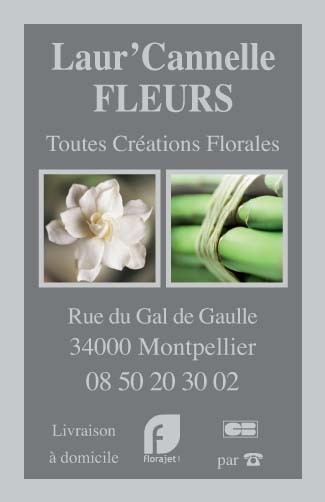 Laur’Cannelle
FLEURS
Toutes Créations Florales
Rue du Gal de Gaulle
34000 Montpellier
08 50 20 30 02
Livraison
à domicile
florajet!
CB
par ☎